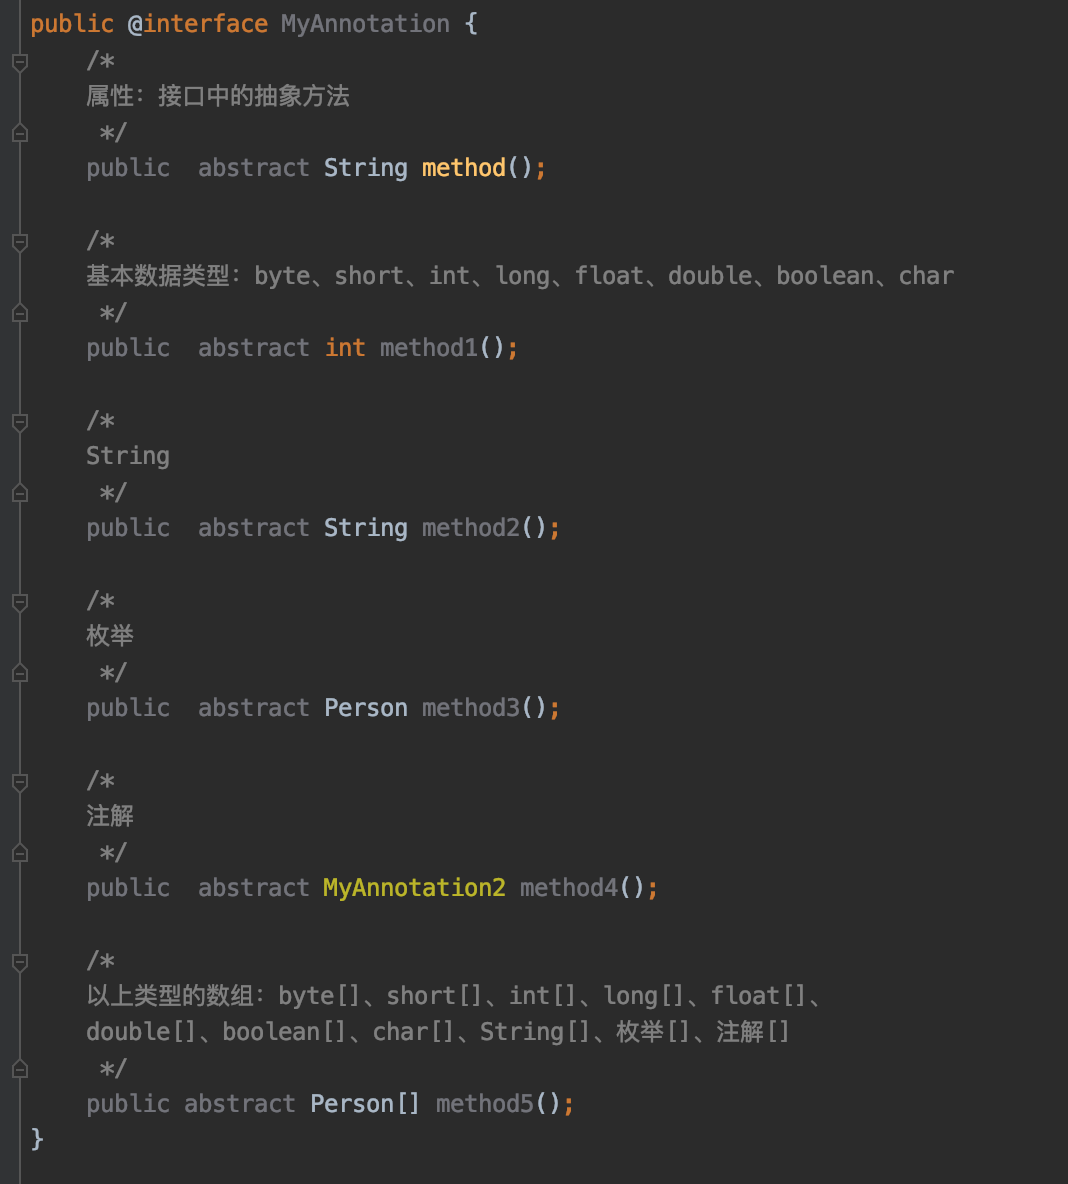 public @interface MyAnnotation {
/*
属性：接口中的抽象方法
*/
public  abstract String method();
/*
基本数据类型：byte、short、int、long、float、double、boolean、char
*/
public  abstract int method1();
/*
String
*/
public  abstract String method2();
/*
枚举
*/
public  abstract Person method3();
/*
注解
*/
public  abstract MyAnnotation2 method4();
/*
以上类型的数组：byte[]、short[]、int[]、long[]、float[]、
double[]、boolean[]、char[]、String[]、枚举[]、注解[]
*/
public abstract Person[] method5();
}